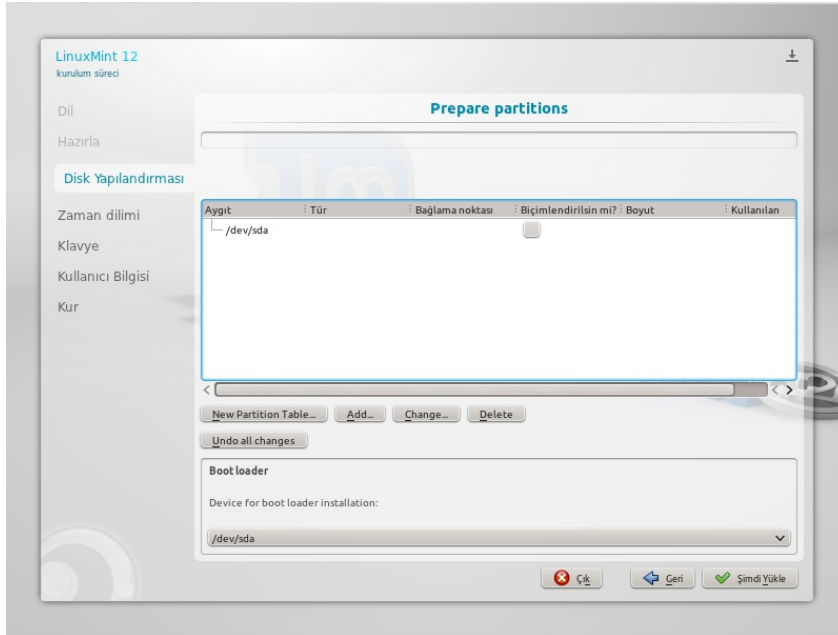 LinuxMint 12
kurulum süreci
Dil
Hazırla
Disk Yapılandırması
Zaman dilimi
Klavye
Kullanıcı Bilgisi
Kur
Prepare partitions
Aygıt Tür Bağlama noktası Biçimlendirilsin mi? Boyut Kullanılan
/dev/sda
New Partition Table... Add... Change... Delete
Undo all changes
Boot loader
Device for boot loader installation:
/dev/sda
Çık Geri Şimdi Yükle